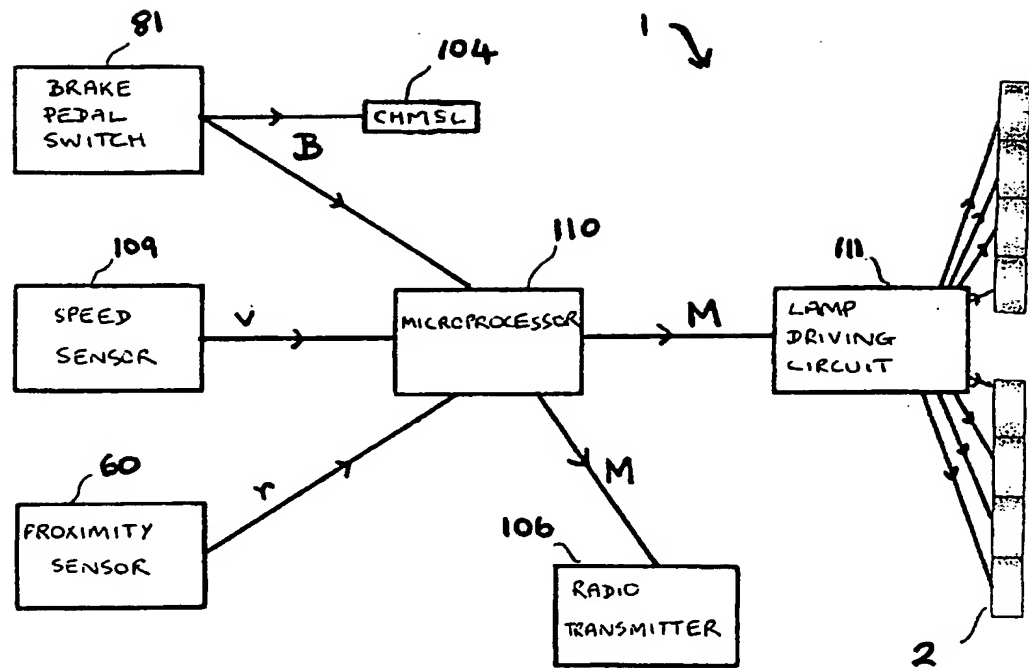 81
BRAKE
PEDAL
SWITCH
104
CHMSL
B
1
109
SPEED
SENSOR
V
110
MICROPROCESSOR
M
111
LAMP
DRIVING
CIRCUIT
60
PROXIMITY
SENSOR
r
M
106
RADIO
TRANSMITTER
2